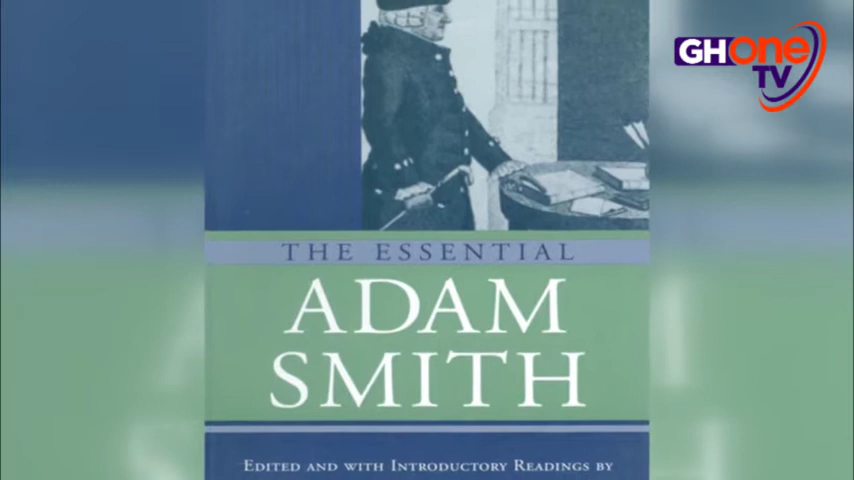 GHOne
TV
THE ESSENTIAL
ADAM
SMITH
EDITED AND WITH INTRODUCTORY READINGS BY